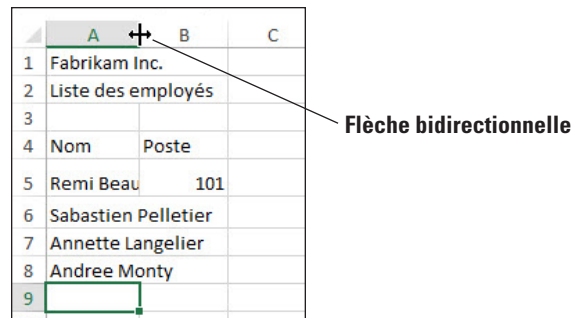 A B C
1 Fabrikam Inc.
2 Liste des employés
3
Flèche bidirectionnelle
4 Nom Poste
5 Remi Beau 101
6 Sabastien Pelletier
7 Annette Langelier
8 Andree Monty
9